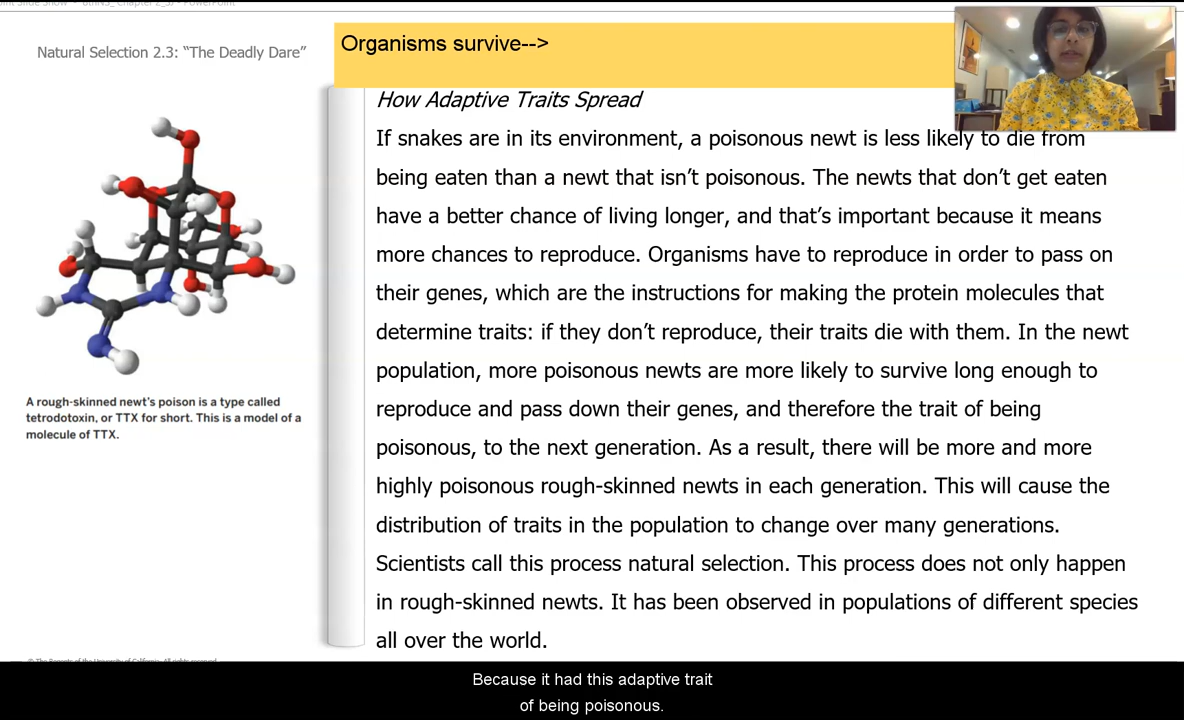 Natural Selection 2.3: “The Deadly Dare”
Organisms survive-->
How Adaptive Traits Spread
If snakes are in its environment, a poisonous newt is less likely to die from
being eaten than a newt that isn’t poisonous. The newts that don’t get eaten
have a better chance of living longer, and that’s important because it means
more chances to reproduce. Organisms have to reproduce in order to pass on
their genes, which are the instructions for making the protein molecules that
determine traits: if they don’t reproduce, their traits die with them. In the newt
population, more poisonous newts are more likely to survive long enough to
reproduce and pass down their genes, and therefore the trait of being
poisonous, to the next generation. As a result, there will be more and more
highly poisonous rough-skinned newts in each generation. This will cause the
distribution of traits in the population to change over many generations.
Scientists call this process natural selection. This process does not only happen
in rough-skinned newts. It has been observed in populations of different species
all over the world.
A rough-skinned newt’s poison is a type called
tetrodotoxin, or TTX for short. This is a model of a
molecule of TTX.
© The Regents of the University of California. All rights reserved
Because it had this adaptive trait
of being poisonous.